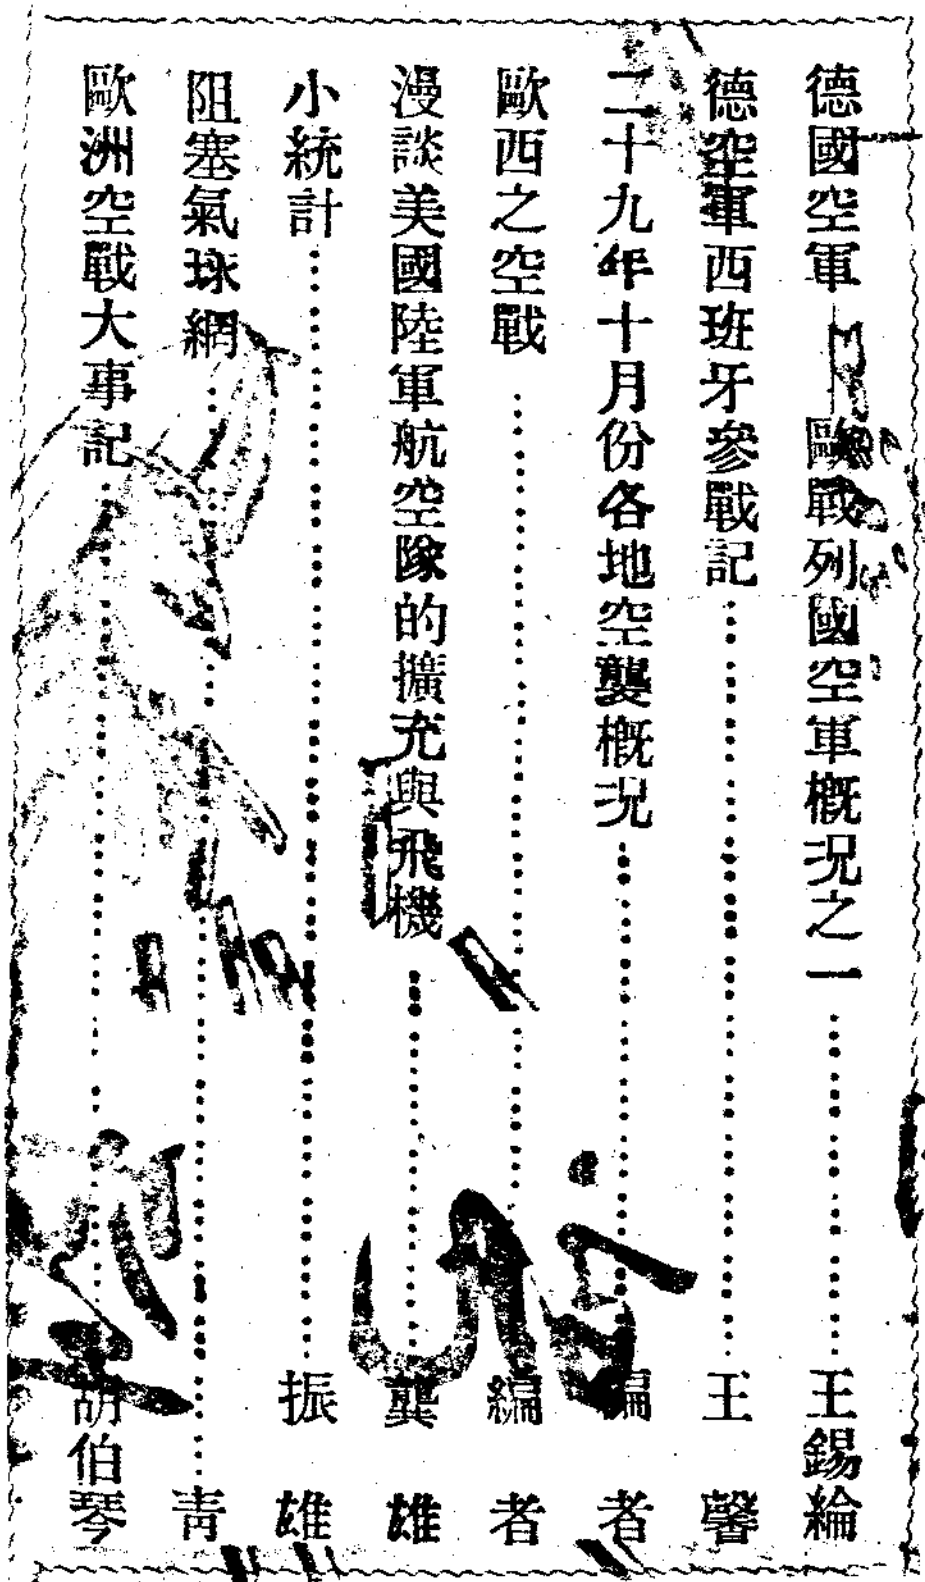 德國空軍—歐戰列國空軍概況之一……王錫綸
德空軍西班牙參戰記……王馨
二十九年十月份各地空襲概況……編者
歐西之空戰……編者
漫談美國陸軍航空隊的擴充與飛機……龔雄
小統計……振雄
阻塞氣球網……青
歐洲空戰大事記……胡伯琴